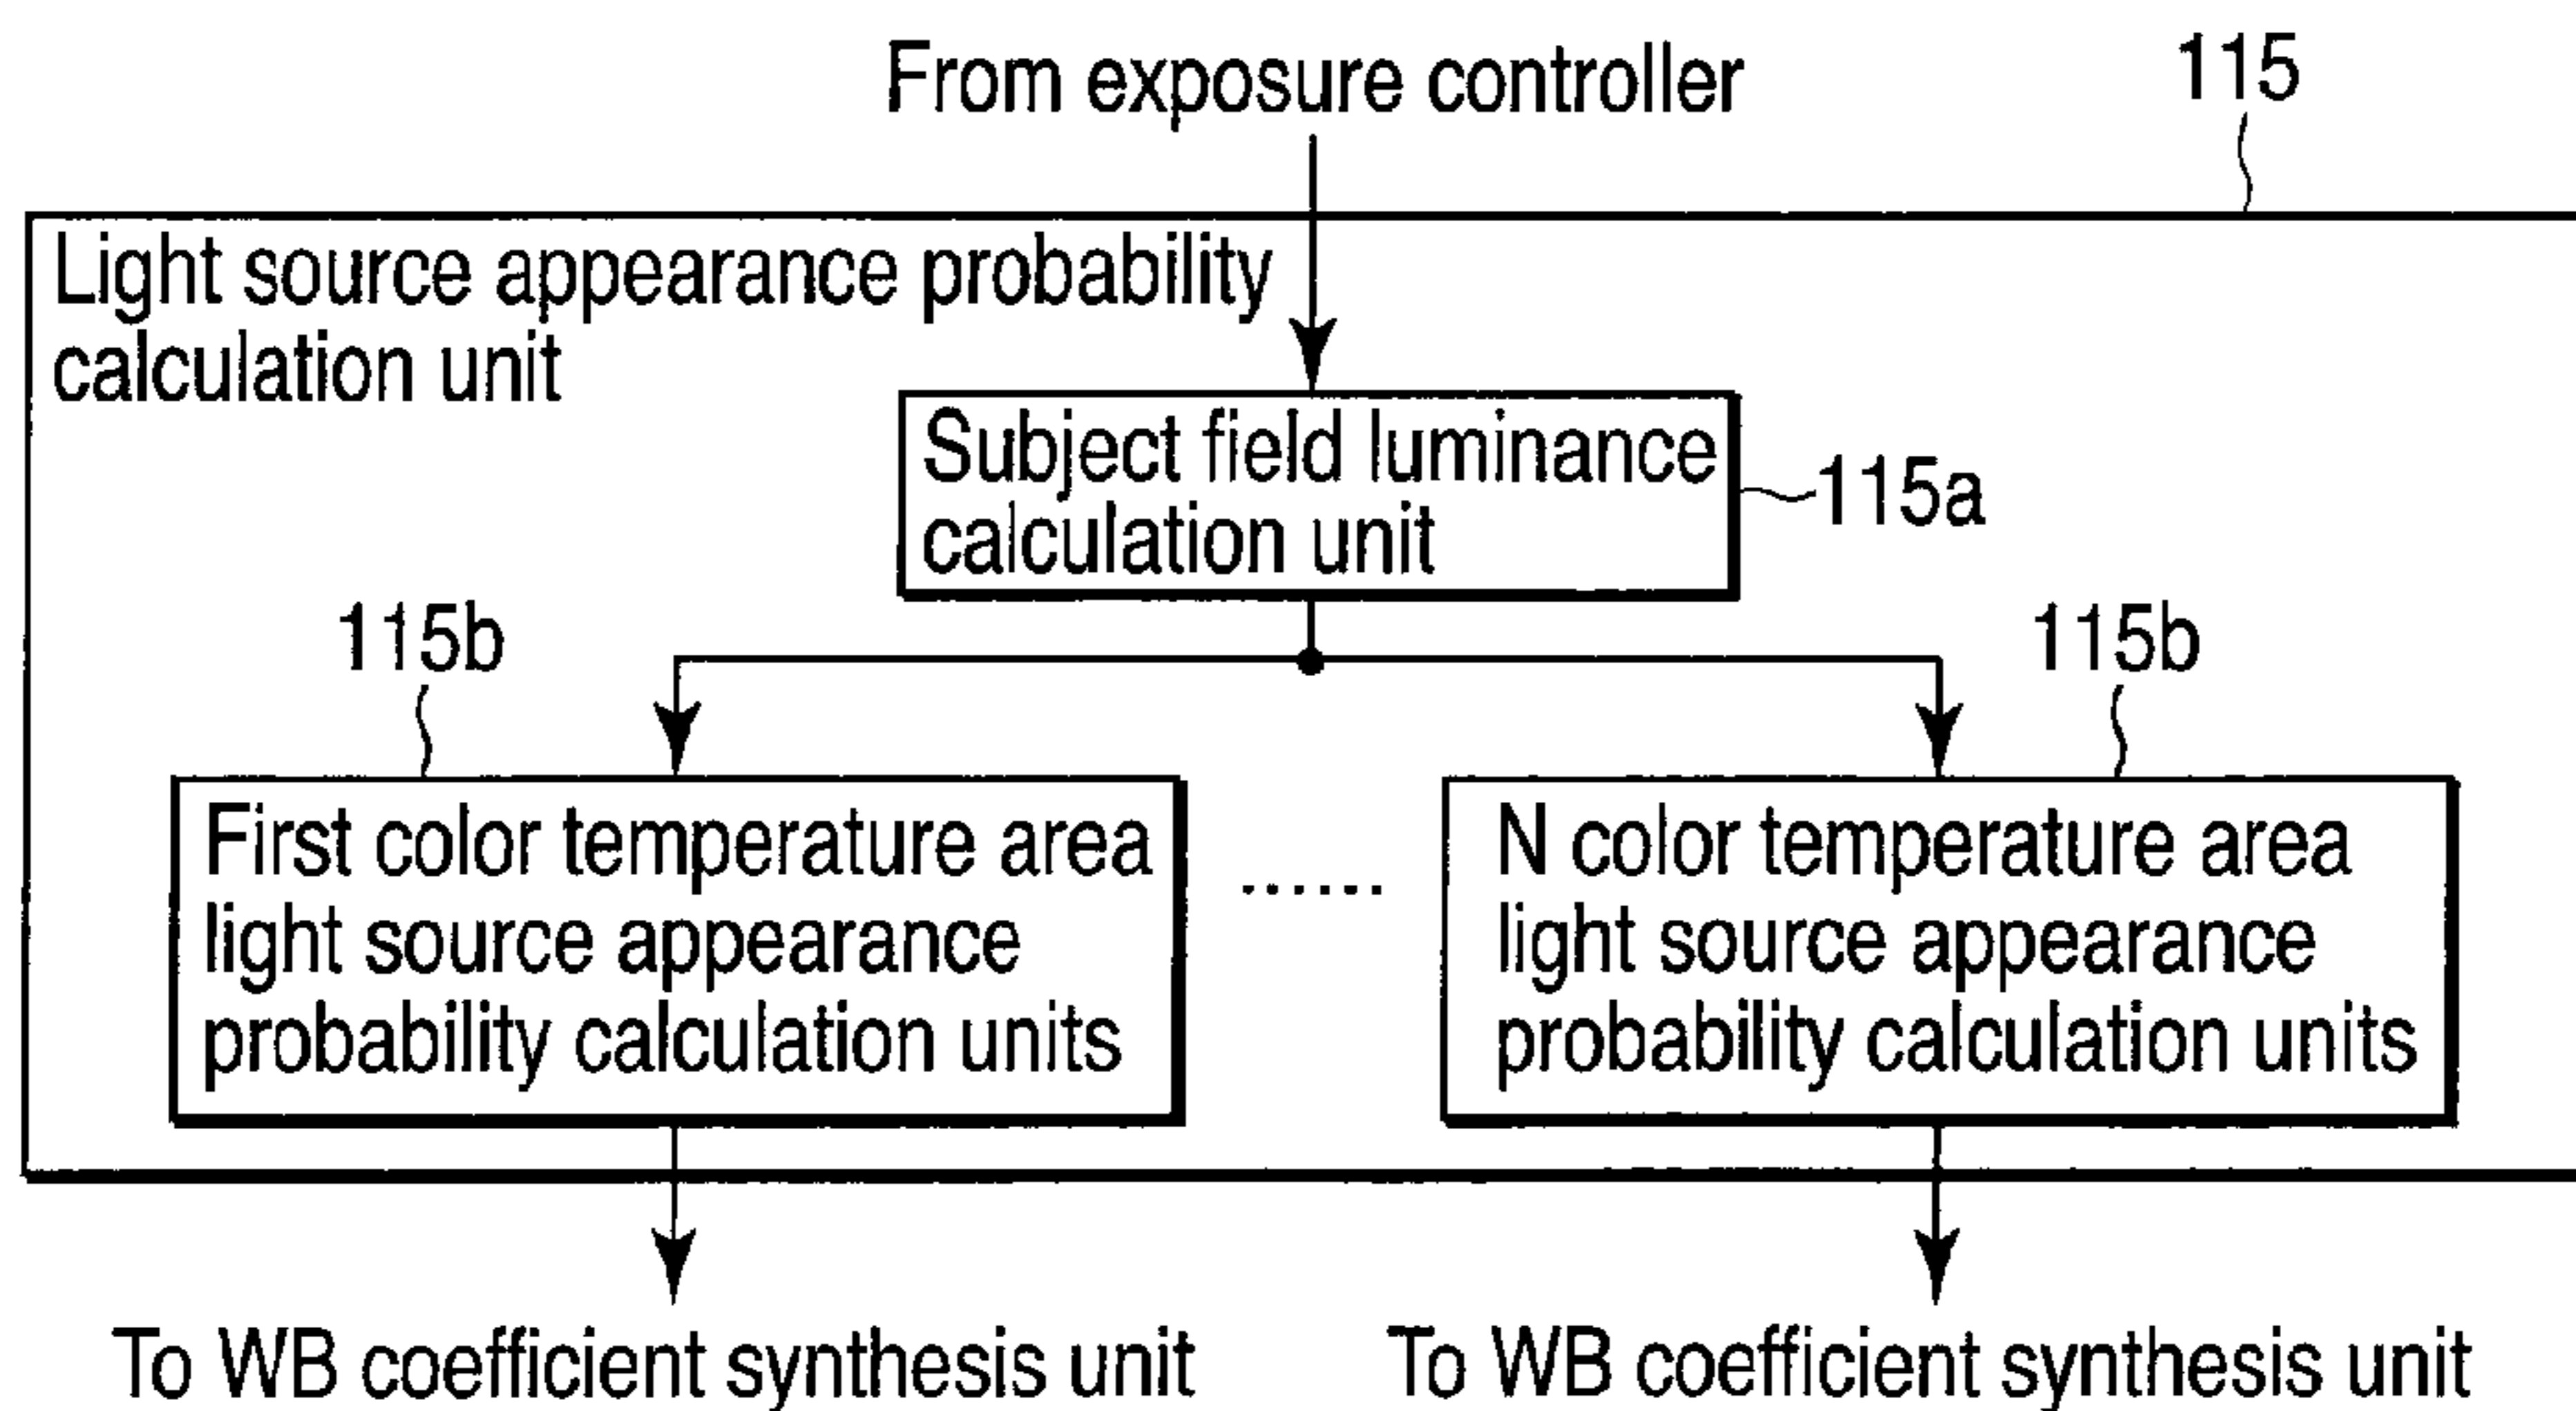 From exposure controller
115
Light source appearance probability
calculation unit
Subject field luminance
calculation unit
115a
115b
115b
First color temperature area
light source appearance
probability calculation units
......
N color temperature area
light source appearance
probability calculation units
To WB coefficient synthesis unit
To WB coefficient synthesis unit